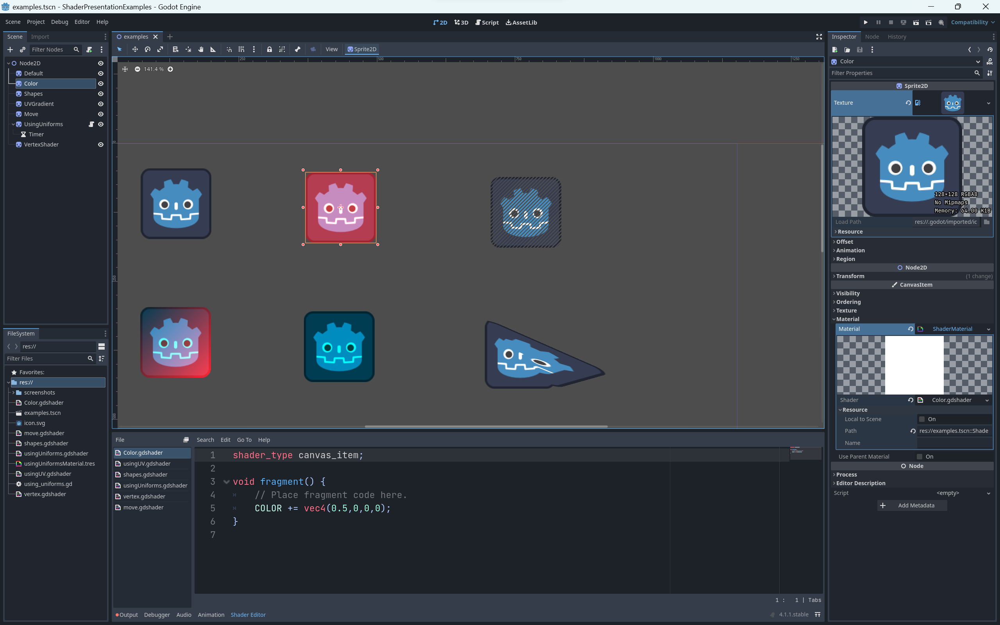 examples.tscn - ShaderPresentationExamples - Godot Engine
Scene Project Debug Editor Help
2D 3D Script AssetLib
Compatibility
Scene Import
Filter Nodes
Node2D
Default
Color
Shapes
UVGradient
Move
UsingUniforms
Timer
VertexShader
FileSystem
res://
Filter Files
Favorites:
res://
screenshots
Color.gdshader
examples.tscn
icon.svg
move.gdshader
shapes.gdshader
usingUniforms.gdshader
usingUniformsMaterial.tres
usingUV.gdshader
using_uniforms.gd
vertex.gdshader
examples
View Sprite2D
250 500 750 1000 1250
141.4 %
0
250
500
File Search Edit Go To Help
Color.gdshader
usingUV.gdshader
shapes.gdshader
usingUniforms.gdshader
vertex.gdshader
move.gdshader
1 shader_type canvas_item;
2
3 void fragment() {
4 // Place fragment code here.
5 COLOR += vec4(0.5,0,0,0);
6 }
7
1 : 1 | Tabs
Output Debugger Audio Animation Shader Editor
4.1.1.stable
Inspector Node History
Color
DOC
Filter Properties
Sprite2D
Texture
128×128 RGBA8
No Mipmaps
Memory: 64.00 KiB
Load Path res://.godot/imported/ic
Resource
Offset
Animation
Region
Node2D
Transform (1 change)
CanvasItem
Visibility
Ordering
Texture
Material
Material ShaderMaterial
Shader Color.gdshader
Resource
Local to Scene On
Path res://examples.tscn::Shade
Name
Use Parent Material On
Node
Process
Editor Description
Script <empty>
Add Metadata